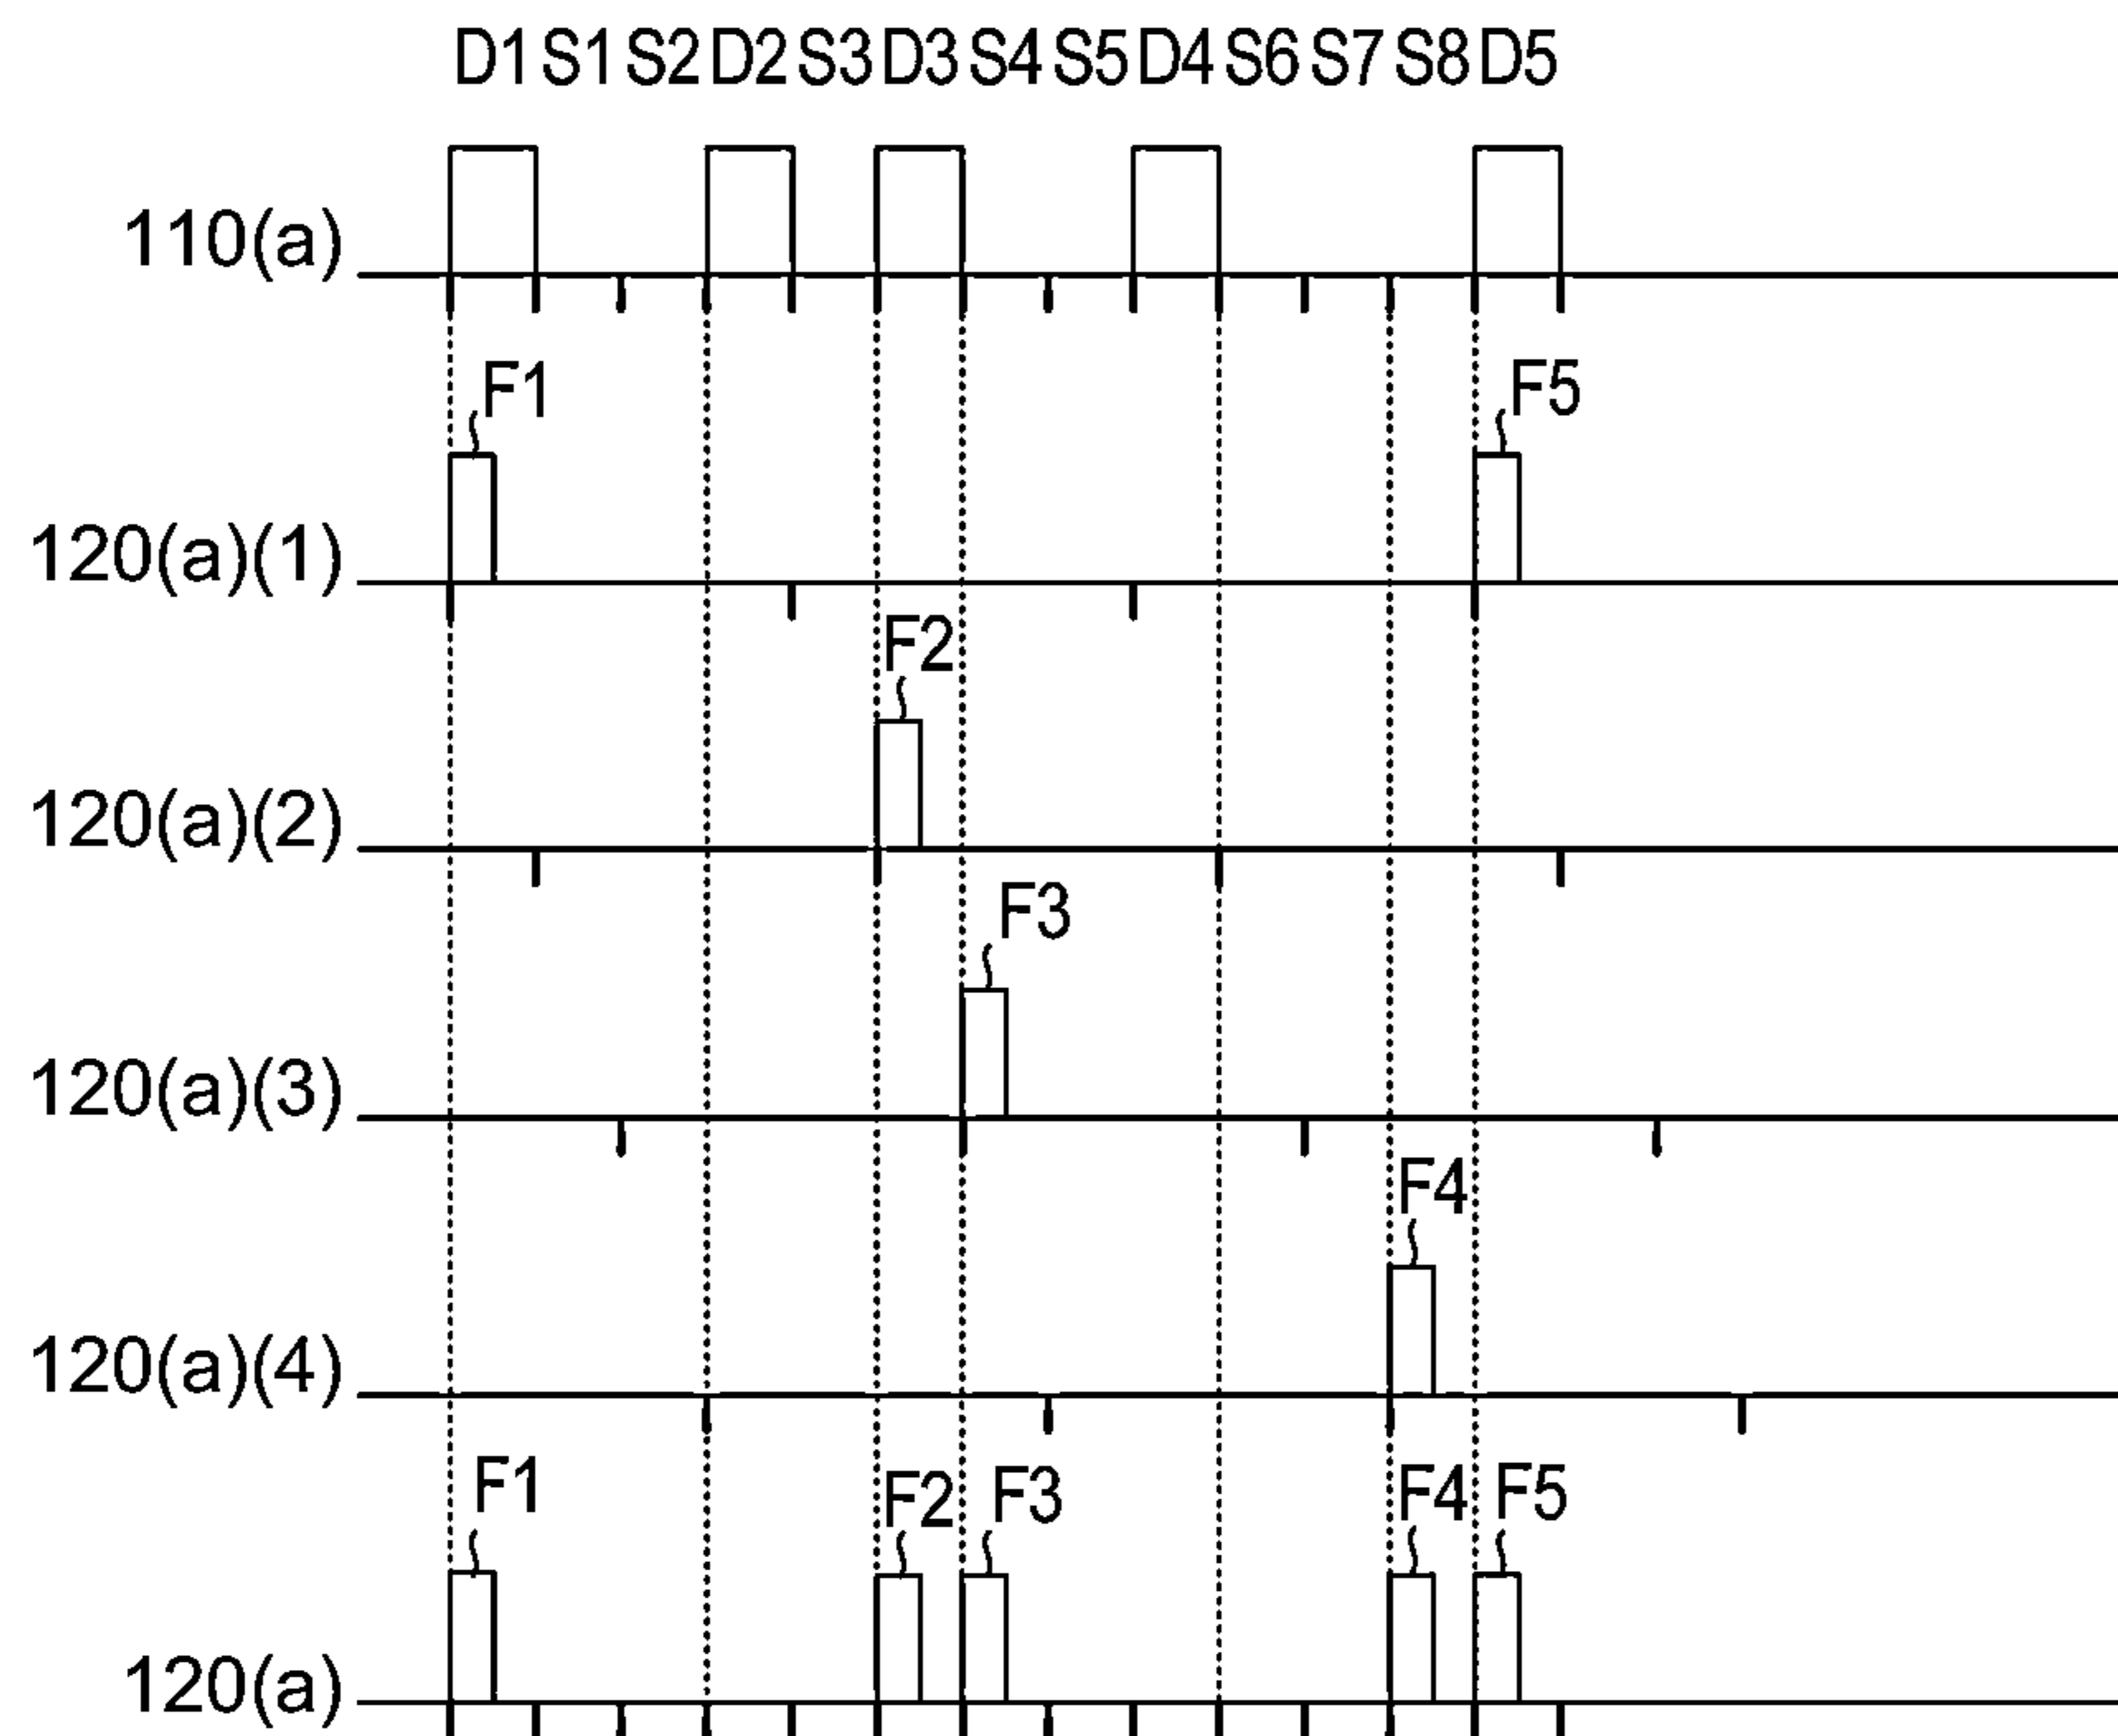 D1 S1 S2 D2 S3 D3 S4 S5 D4 S6 S7 S8 D5
110(a)
F1 F5
120(a)(1)
F2
120(a)(2)
F3
120(a)(3)
F4
120(a)(4)
F1 F2 F3 F4 F5
120(a)